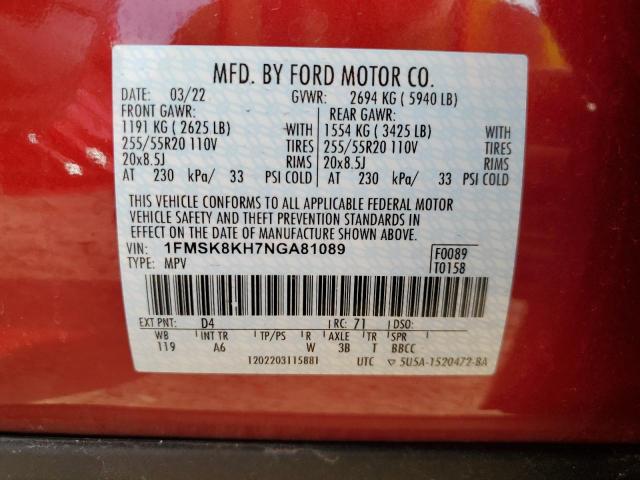 MFD. BY FORD MOTOR CO.
DATE: 03/22 GVWR: 2694 KG ( 5940 LB)
FRONT GAWR: REAR GAWR:
1191 KG ( 2625 LB) WITH 1554 KG ( 3425 LB) WITH
255/55R20 110V TIRES 255/55R20 110V TIRES
20x8.5J RIMS 20x8.5J RIMS
AT 230 kPa/ 33 PSI COLD AT 230 kPa/ 33 PSI COLD
THIS VEHICLE CONFORMS TO ALL APPLICABLE FEDERAL MOTOR
VEHICLE SAFETY AND THEFT PREVENTION STANDARDS IN
EFFECT ON THE DATE OF MANUFACTURE SHOWN ABOVE.
VIN: 1FMSK8KH7NGA81089 F0089
TYPE: MPV T0158
EXT PNT: D4 RC: 71 DSO:
WB INT TR TP/PS R AXLE TR SPR
119 A6 W 3B T BBCC
1202203115881 UTC ▽ 5U5A-1520472-BA